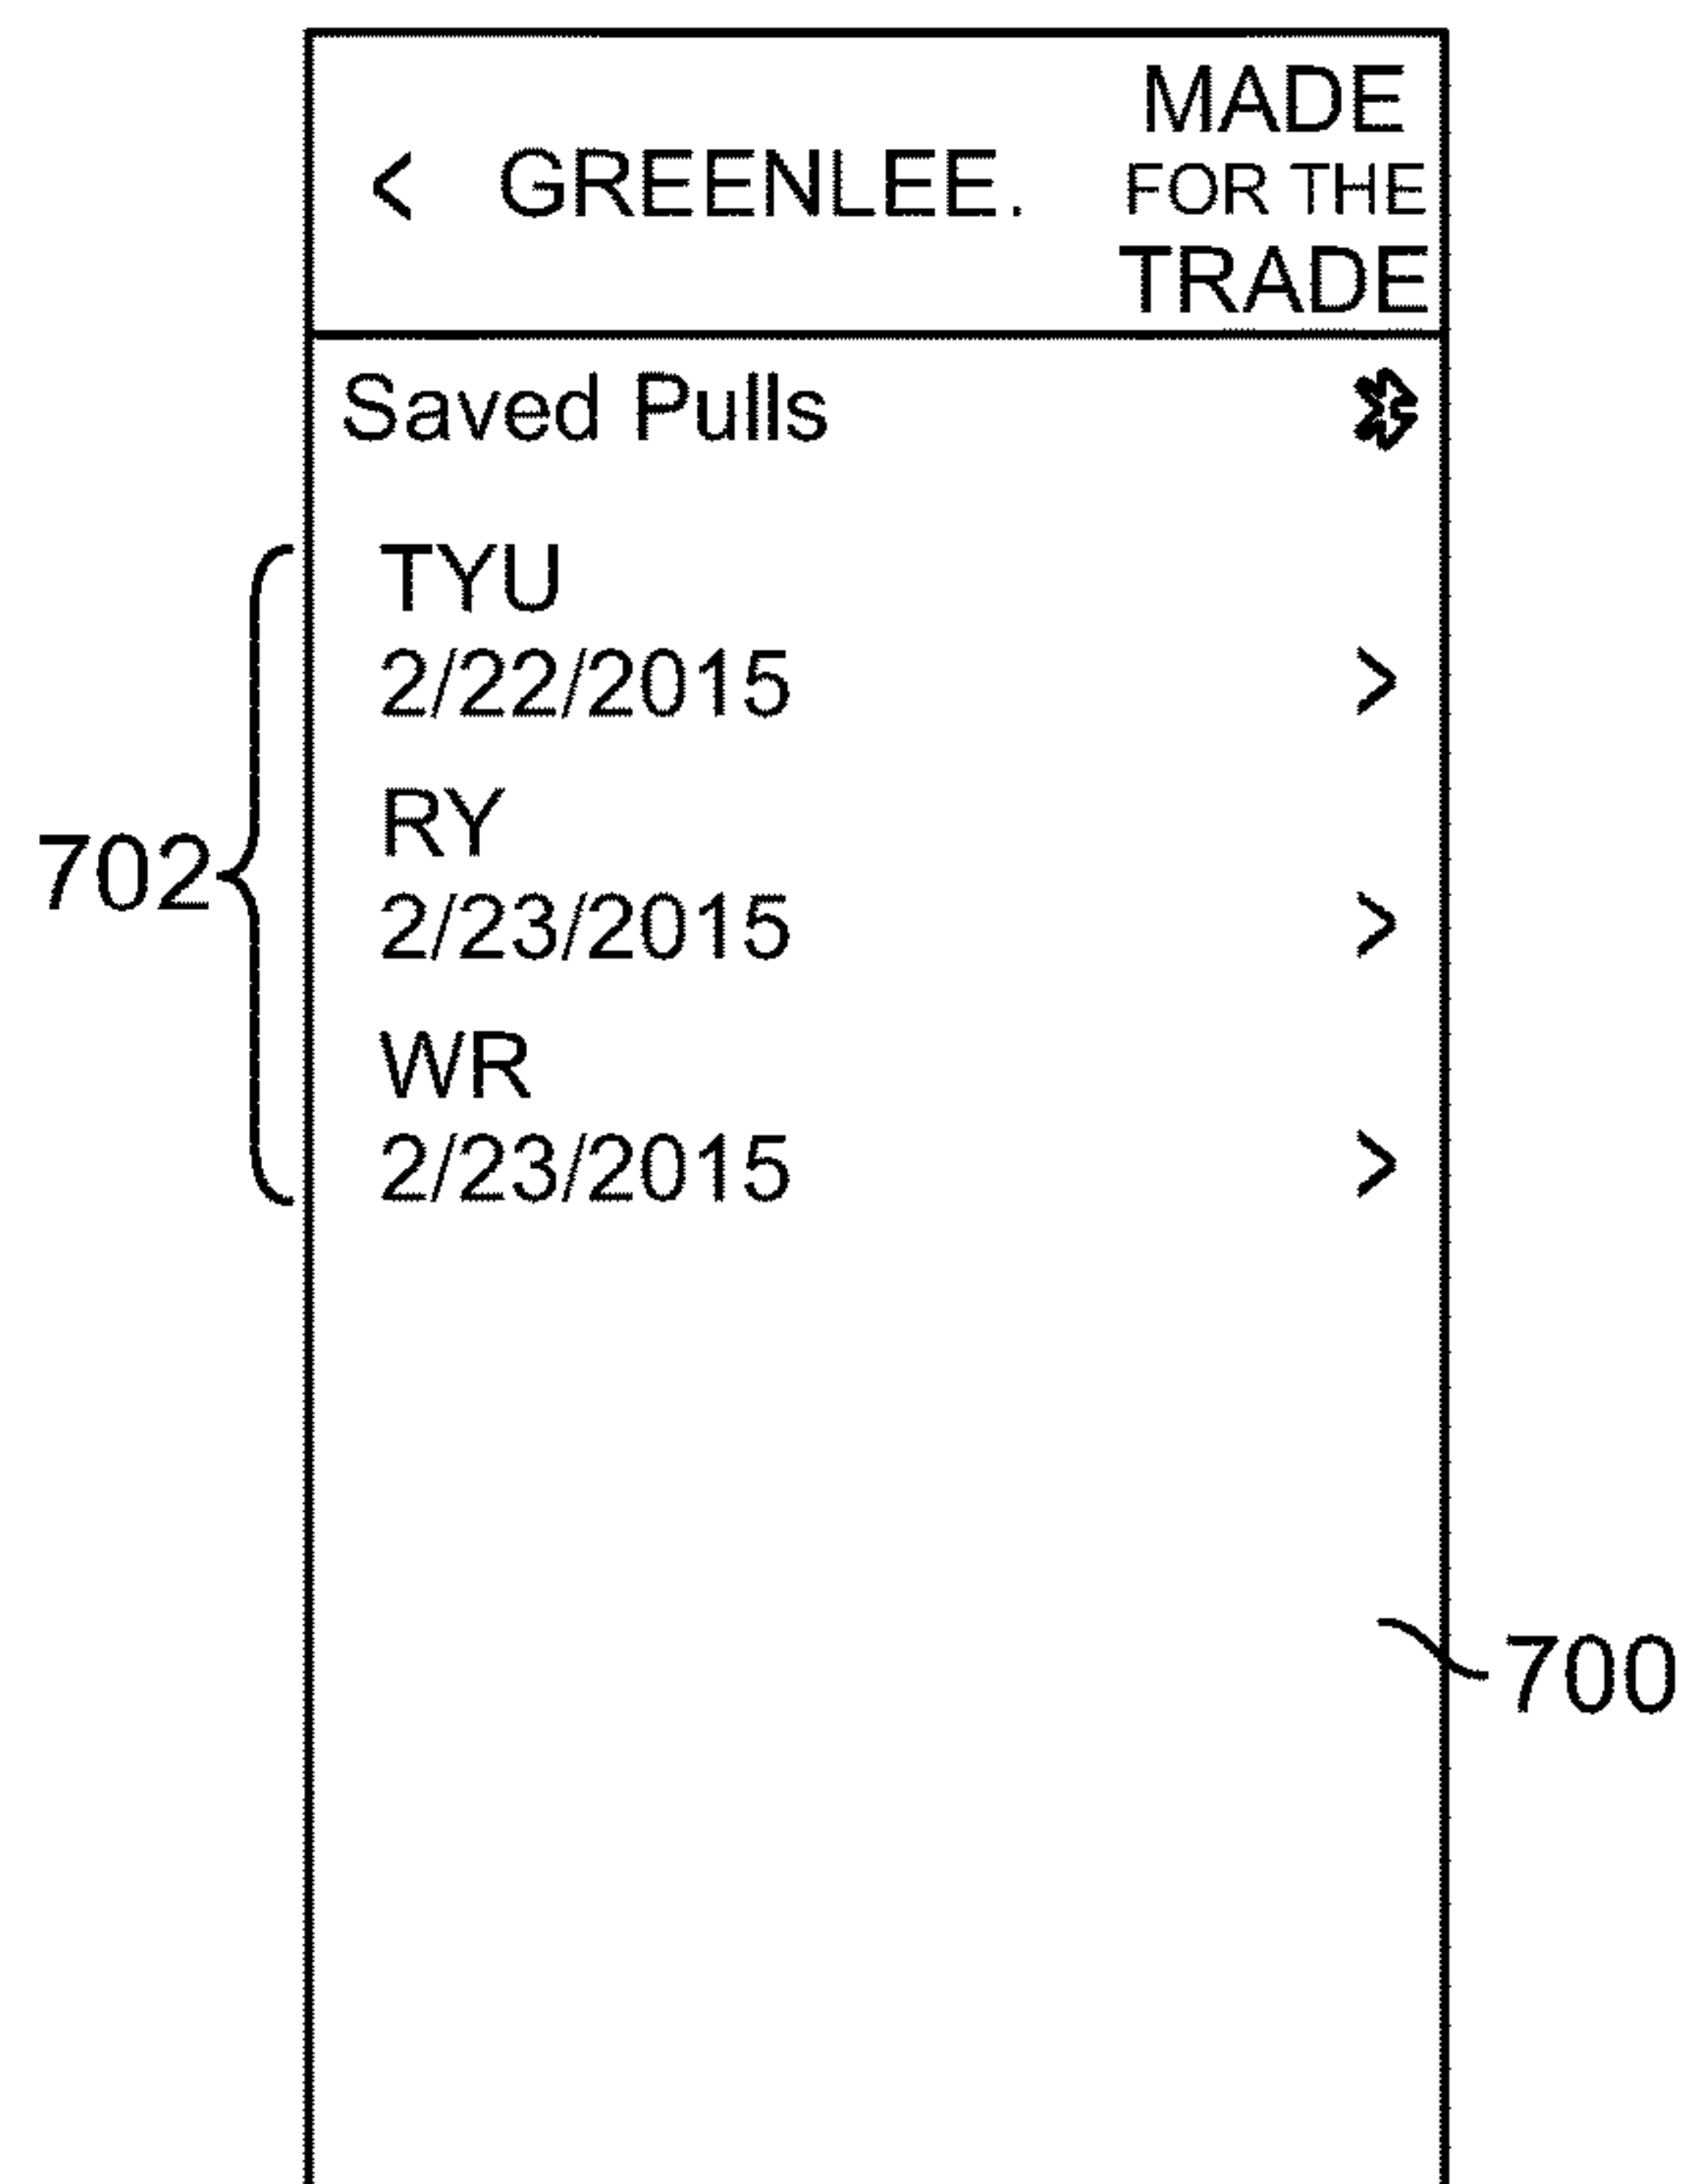 MADE
< GREENLEE. FOR THE
TRADE
Saved Pulls
TYU
2/22/2015 >
RY
702
2/23/2015 >
WR
2/23/2015 >
700